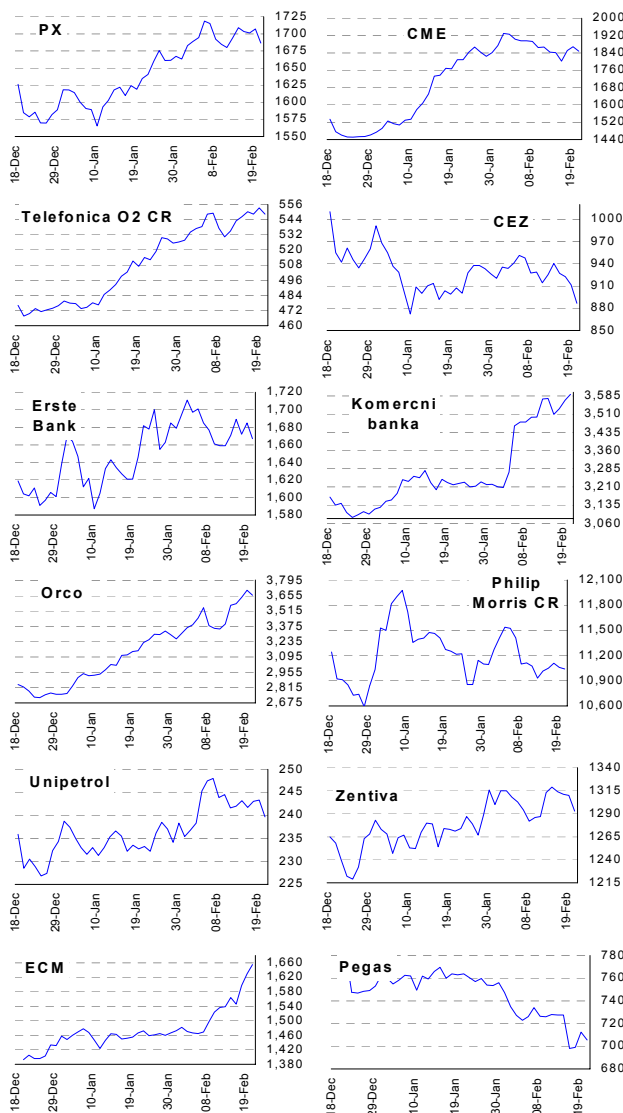 PX
1725
1700
1675
1650
1625
1600
1575
1550
18-Dec
29-Dec
10-Jan
19-Jan
30-Jan
8-Feb
19-Feb
CME
2000
1920
1840
1760
1680
1600
1520
1440
18-Dec
29-Dec
10-Jan
19-Jan
30-Jan
08-Feb
19-Feb
Telefonica O2 CR
556
544
532
520
508
496
484
472
460
18-Dec
29-Dec
10-Jan
19-Jan
30-Jan
08-Feb
19-Feb
CEZ
1000
970
940
910
880
850
18-Dec
29-Dec
10-Jan
19-Jan
30-Jan
08-Feb
19-Feb
Erste
Bank
1,720
1,700
1,680
1,660
1,640
1,620
1,600
1,580
18-Dec
29-Dec
10-Jan
19-Jan
30-Jan
08-Feb
19-Feb
Komercni
banka
3,585
3,510
3,435
3,360
3,285
3,210
3,135
3,060
18-Dec
29-Dec
10-Jan
19-Jan
30-Jan
08-Feb
19-Feb
Orco
3,795
3,655
3,515
3,375
3,235
3,095
2,955
2,815
2,675
18-Dec
29-Dec
10-Jan
19-Jan
30-Jan
08-Feb
19-Feb
Philip
Morris CR
12,100
11,800
11,500
11,200
10,900
10,600
18-Dec
29-Dec
10-Jan
19-Jan
30-Jan
08-Feb
19-Feb
Unipetrol
250
245
240
235
230
225
18-Dec
29-Dec
10-Jan
19-Jan
30-Jan
08-Feb
19-Feb
Zentiva
1340
1315
1290
1265
1240
1215
18-Dec
29-Dec
10-Jan
19-Jan
30-Jan
08-Feb
19-Feb
ECM
1,660
1,620
1,580
1,540
1,500
1,460
1,420
1,380
18-Dec
29-Dec
10-Jan
19-Jan
30-Jan
08-Feb
19-Feb
Pegas
780
760
740
720
700
680
18-Dec
29-Dec
10-Jan
19-Jan
30-Jan
08-Feb
19-Feb